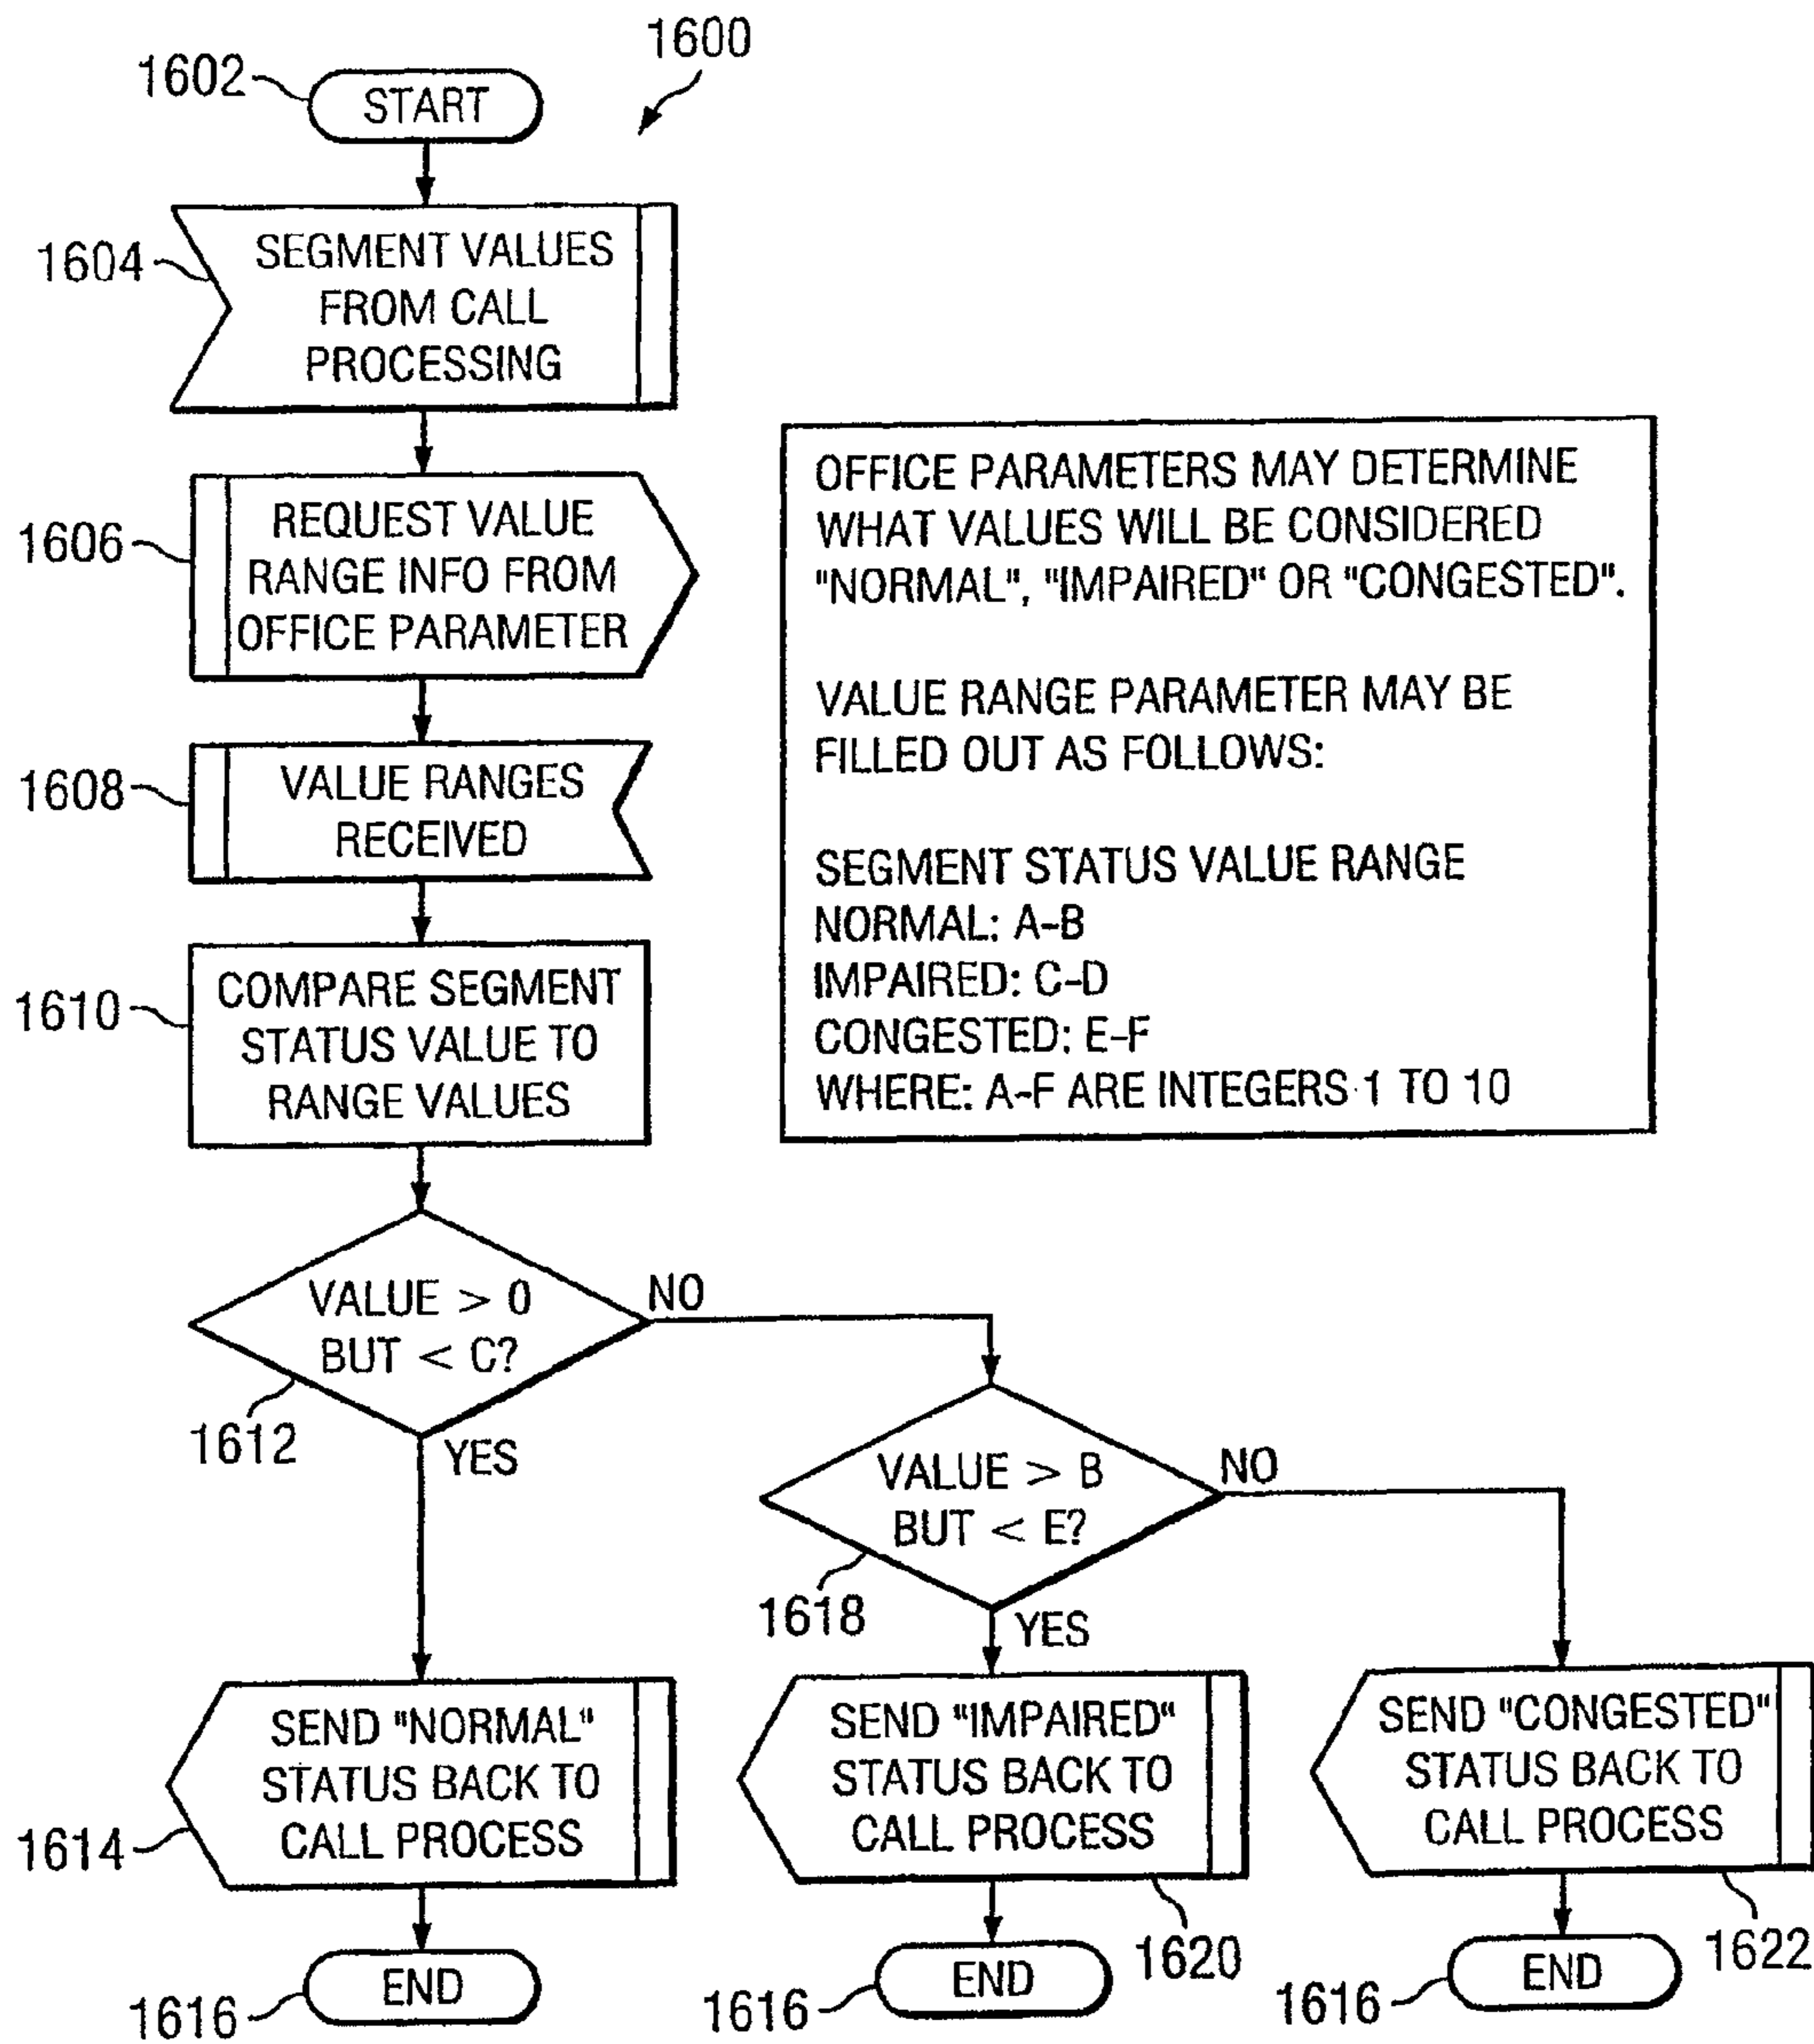 1600
1602
START
1604
SEGMENT VALUES
FROM CALL
PROCESSING
1606
REQUEST VALUE
RANGE INFO FROM
OFFICE PARAMETER
1608
VALUE RANGES
RECEIVED
1610
COMPARE SEGMENT
STATUS VALUE TO
RANGE VALUES
OFFICE PARAMETERS MAY DETERMINE
WHAT VALUES WILL BE CONSIDERED
"NORMAL", "IMPAIRED" OR "CONGESTED".
VALUE RANGE PARAMETER MAY BE
FILLED OUT AS FOLLOWS:
SEGMENT STATUS VALUE RANGE
NORMAL: A-B
IMPAIRED: C-D
CONGESTED: E-F
WHERE: A-F ARE INTEGERS 1 TO 10
VALUE > 0
BUT < C?
NO
1612
YES
VALUE > B
BUT < E?
NO
1618
YES
SEND "NORMAL"
STATUS BACK TO
CALL PROCESS
1614
SEND "IMPAIRED"
STATUS BACK TO
CALL PROCESS
1620
SEND "CONGESTED"
STATUS BACK TO
CALL PROCESS
1622
END
1616
END
1616
END
1616